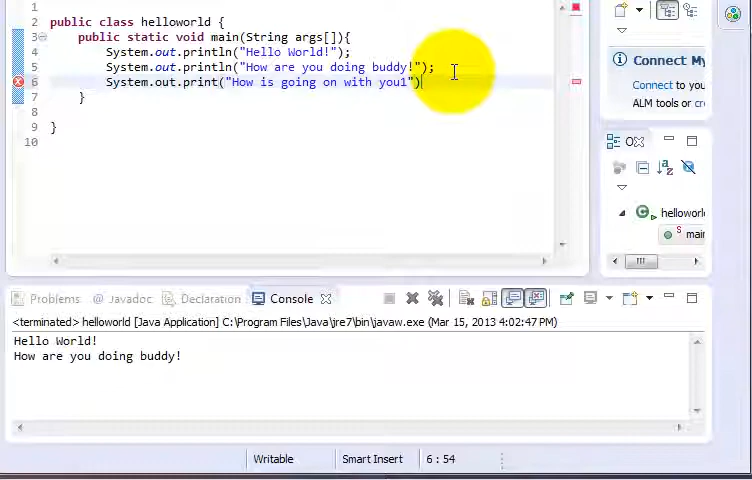 1
2 public class helloworld {
3 public static void main(String args[]){
4 System.out.println("Hello World!");
5 System.out.println("How are you doing buddy!");
6 System.out.print("How is going on with you1")
7 }
8
9 }
10
Connect My
Connect to you
ALM tools or cr
O
helloworl
mai
Problems @ Javadoc Declaration Console
<terminated> helloworld [Java Application] C:\Program Files\Java\jre7\bin\javaw.exe (Mar 15, 2013 4:02:47 PM)
Hello World!
How are you doing buddy!
Writable Smart Insert 6 : 54